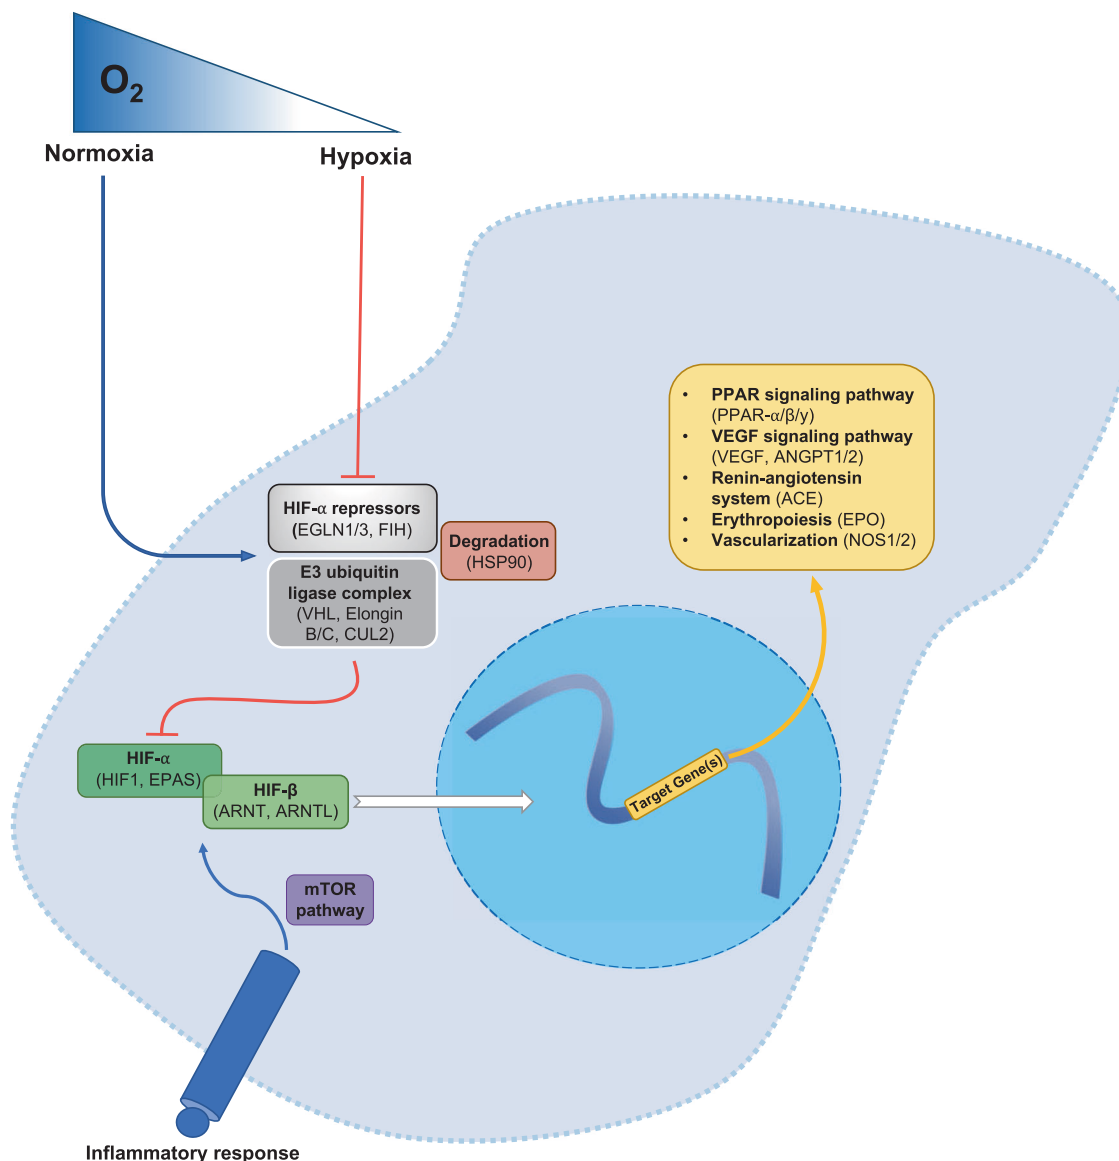 O₂
Normoxia
Hypoxia
HIF-α repressors
(EGLN1/3, FIH)
Degradation
(HSP90)
E3 ubiquitin
ligase complex
(VHL, Elongin
B/C, CUL2)
• PPAR signaling pathway
(PPAR-α/β/y)
• VEGF signaling pathway
(VEGF, ANGPT1/2)
• Renin-angiotensin
system (ACE)
• Erythropoiesis (EPO)
• Vascularization (NOS1/2)
HIF-α
(HIF1, EPAS)
HIF-β
(ARNT, ARNTL)
Target Gene(s)
mTOR
pathway
Inflammatory response